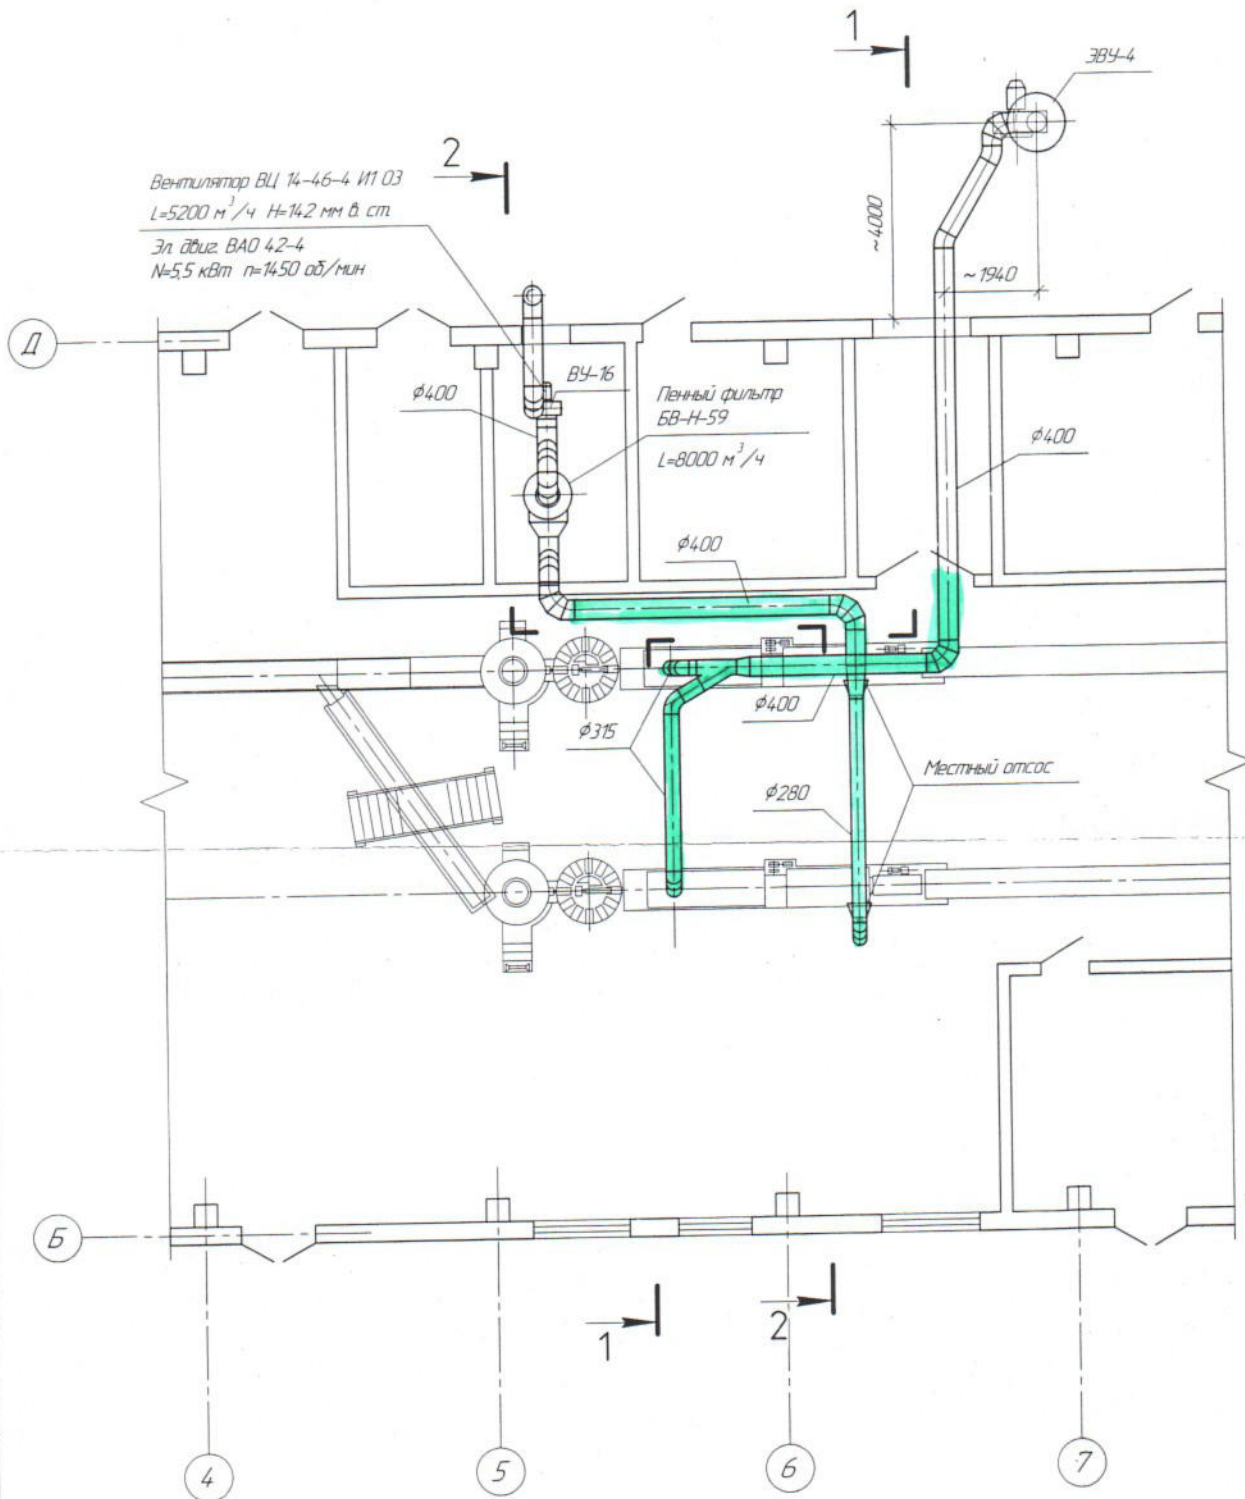 1
ЗВУ-4
2
Вентилятор ВЦ 14-46-4 И1 03
L=5200 м³/ч Н=142 мм в. ст.
Эл. двиг. ВАО 42-4
N=5,5 кВт n=1450 об/мин
~4000
~1940
Д
ВУ-16
Пенный фильтр
БВ-Н-59
L=8000 м³/ч
ф400
ф400
ф400
ф400
ф315
Местный отсос
ф280
Б
1
2
4
5
6
7